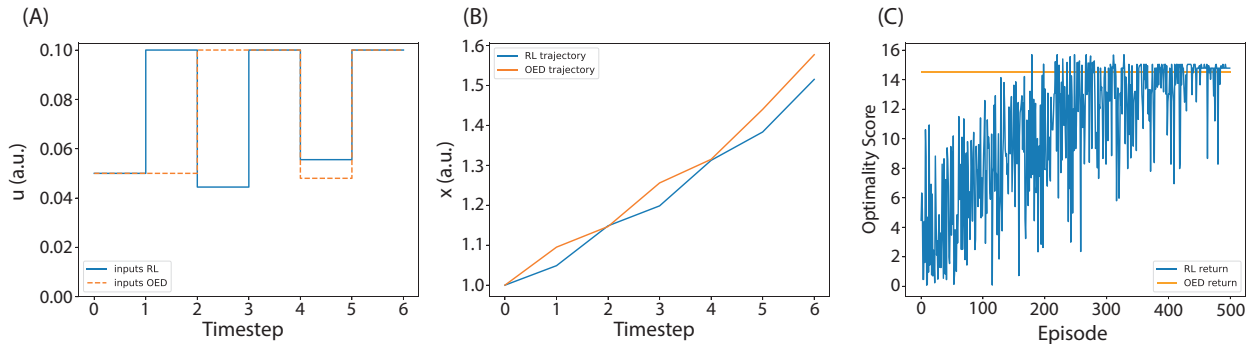 (A)
u (a.u.)
0.10
0.08
0.06
0.04
0.02
0.00
inputs RL
inputs OED
0 1 2 3 4 5 6
Timestep
(B)
x (a.u.)
1.6
1.5
1.4
1.3
1.2
1.1
1.0
RL trajectory
OED trajectory
0 1 2 3 4 5 6
Timestep
(C)
Optimality Score
16
14
12
10
8
6
4
2
0
RL return
OED return
0 100 200 300 400 500
Episode